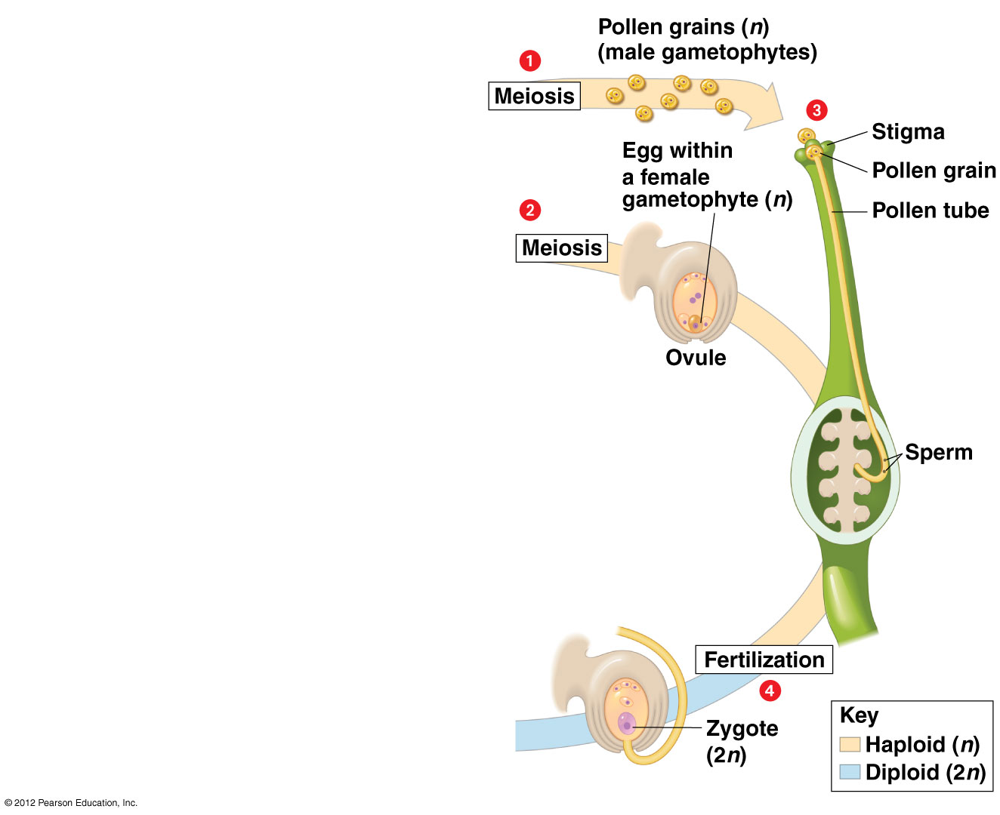 Pollen grains (n)
(male gametophytes)
1
Meiosis
3
Stigma
Pollen grain
Pollen tube
Egg within
a female
gametophyte (n)
2
Meiosis
Ovule
Sperm
Fertilization
4
Zygote
(2n)
Key
Haploid (n)
Diploid (2n)
© 2012 Pearson Education, Inc.